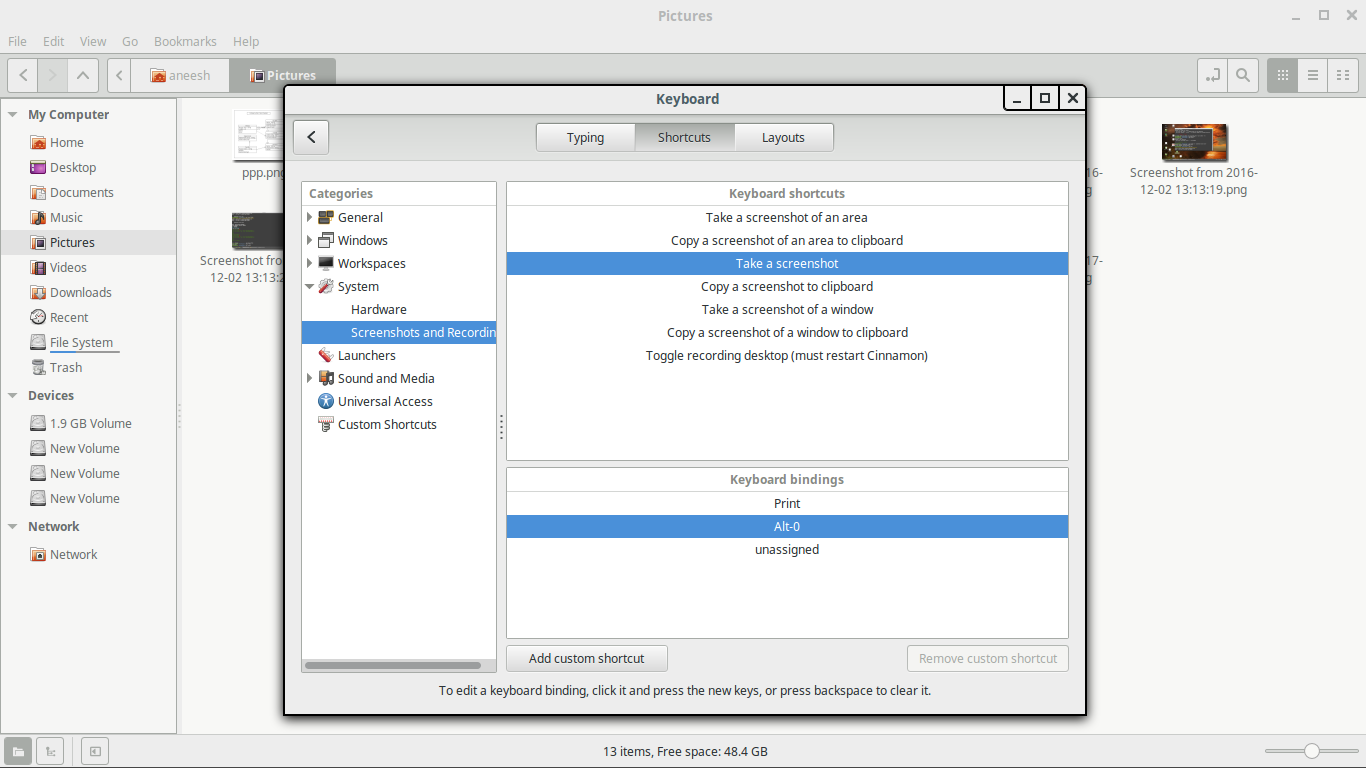 Pictures
File Edit View Go Bookmarks Help
aneesh Pictures
My Computer
Home
Desktop
Documents
Music
Pictures
Videos
Downloads
Recent
File System
Trash
Devices
1.9 GB Volume
New Volume
New Volume
New Volume
Network
Network
ppp.png
Screenshot fro
12-02 13:13:2
Keyboard
Typing Shortcuts Layouts
Categories
General
Windows
Workspaces
System
Hardware
Screenshots and Recordin
Launchers
Sound and Media
Universal Access
Custom Shortcuts
Keyboard shortcuts
Take a screenshot of an area
Copy a screenshot of an area to clipboard
Take a screenshot
Copy a screenshot to clipboard
Take a screenshot of a window
Copy a screenshot of a window to clipboard
Toggle recording desktop (must restart Cinnamon)
Keyboard bindings
Print
Alt-0
unassigned
Add custom shortcut Remove custom shortcut
To edit a keyboard binding, click it and press the new keys, or press backspace to clear it.
16-
g
Screenshot from 2016-
12-02 13:13:19.png
17-
g
13 items, Free space: 48.4 GB